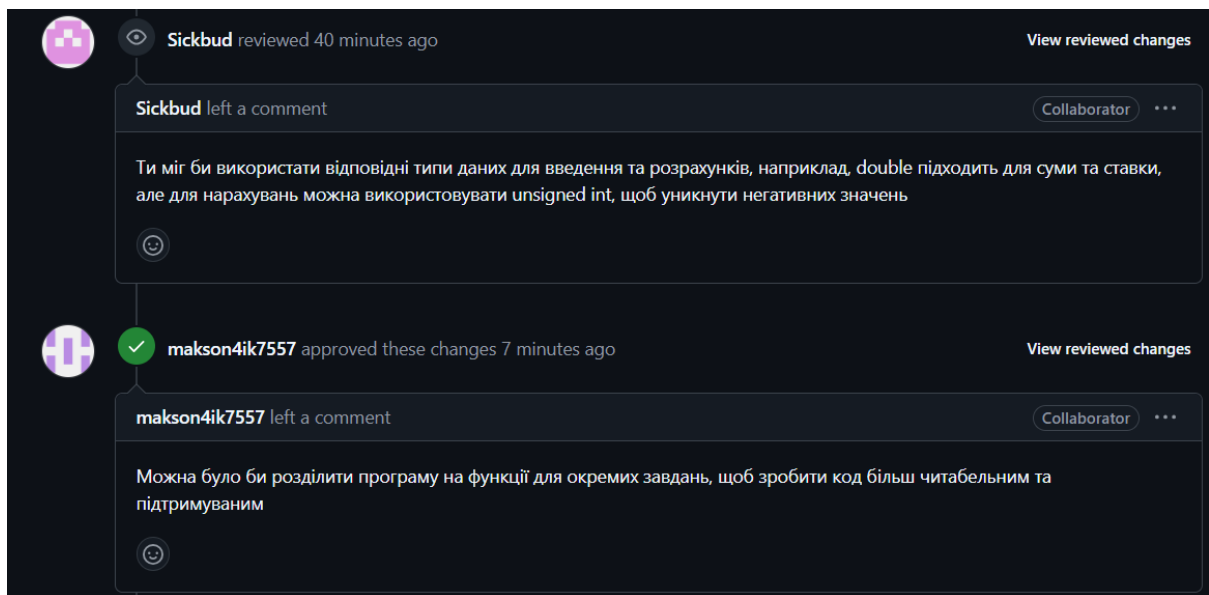 Sickbud reviewed 40 minutes ago View reviewed changes
Sickbud left a comment Collaborator ···
Ти міг би використати відповідні типи даних для введення та розрахунків, наприклад, double підходить для суми та ставки,
але для нарахувань можна використовувати unsigned int, щоб уникнути негативних значень
makson4ik7557 approved these changes 7 minutes ago View reviewed changes
makson4ik7557 left a comment Collaborator ···
Можна було би розділити програму на функції для окремих завдань, щоб зробити код більш читабельним та
підтримуваним